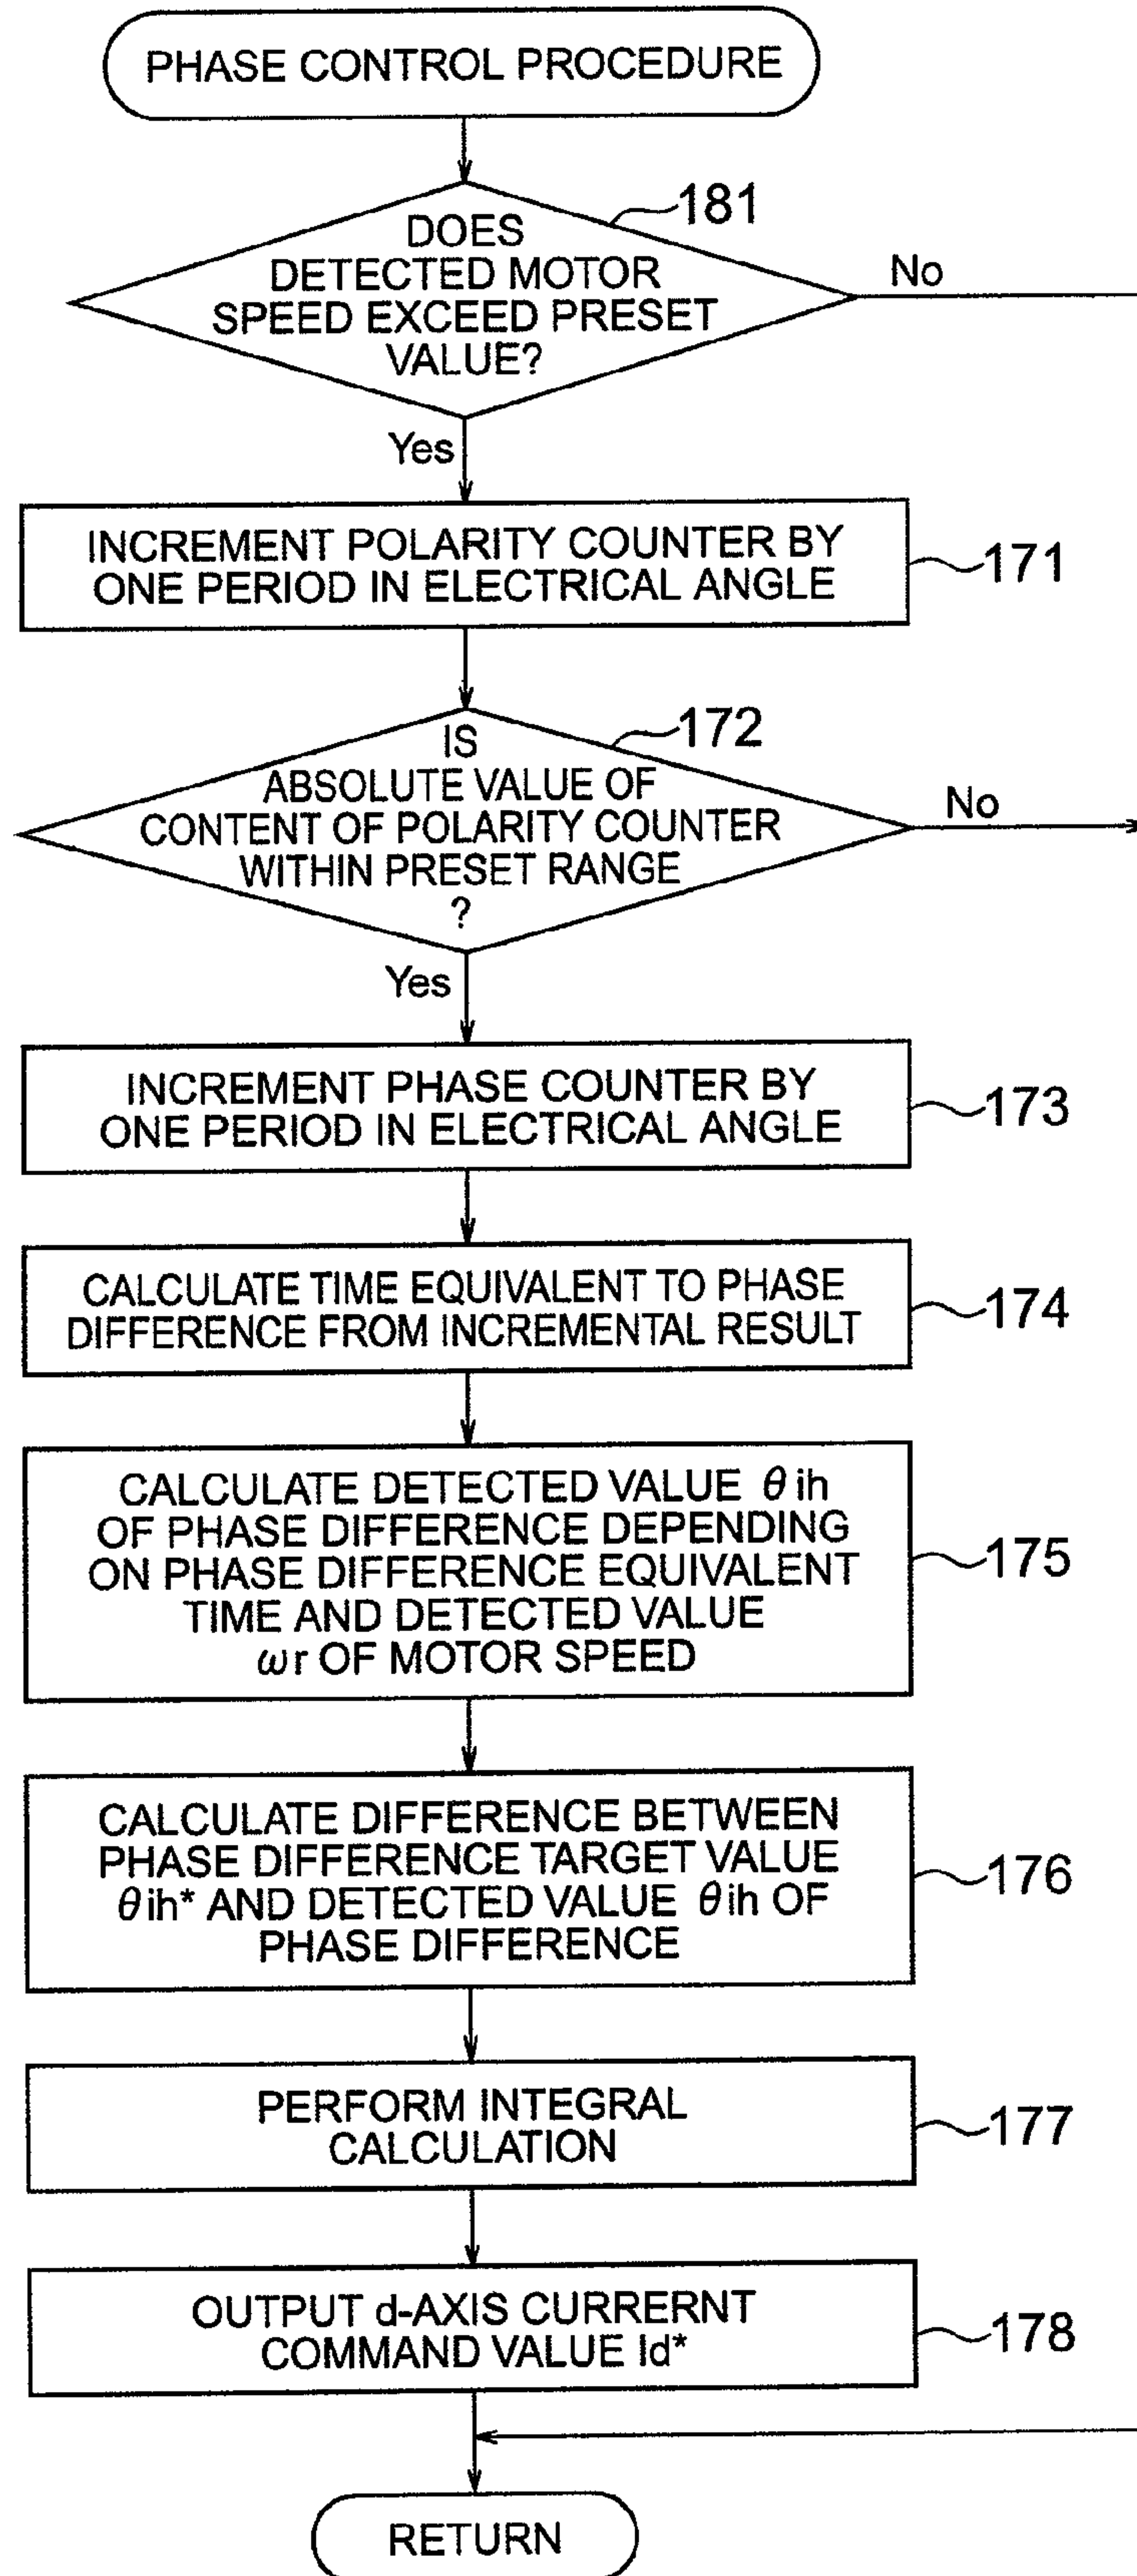 PHASE CONTROL PROCEDURE
181
DOES
DETECTED MOTOR
SPEED EXCEED PRESET
VALUE?
No
Yes
INCREMENT POLARITY COUNTER BY
ONE PERIOD IN ELECTRICAL ANGLE
171
172
IS
ABSOLUTE VALUE OF
CONTENT OF POLARITY COUNTER
WITHIN PRESET RANGE
?
No
Yes
INCREMENT PHASE COUNTER BY
ONE PERIOD IN ELECTRICAL ANGLE
173
CALCULATE TIME EQUIVALENT TO PHASE
DIFFERENCE FROM INCREMENTAL RESULT
174
CALCULATE DETECTED VALUE θih
OF PHASE DIFFERENCE DEPENDING
ON PHASE DIFFERENCE EQUIVALENT
TIME AND DETECTED VALUE
ωr OF MOTOR SPEED
175
CALCULATE DIFFERENCE BETWEEN
PHASE DIFFERENCE TARGET VALUE
θih* AND DETECTED VALUE θih OF
PHASE DIFFERENCE
176
PERFORM INTEGRAL
CALCULATION
177
OUTPUT d-AXIS CURRERNT
COMMAND VALUE Id*
178
RETURN